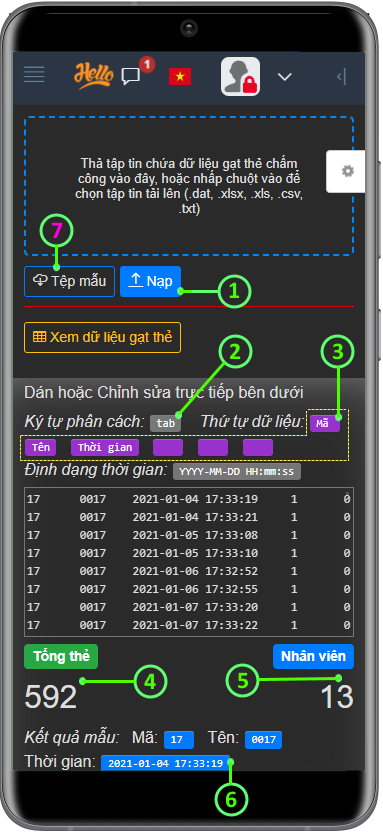 Hello
1
Thả tập tin chứa dữ liệu gạt thẻ chấm
công vào đây, hoặc nhấp chuột vào để
chọn tập tin tải lên (.dat, .xlsx, .xls, .csv,
.txt)
7
Tệp mẫu
Nạp
1
Xem dữ liệu gạt thẻ
2
3
Dán hoặc Chỉnh sửa trực tiếp bên dưới
Ký tự phân cách: tab Thứ tự dữ liệu: Mã
Tên Thời gian
Định dạng thời gian: YYYY-MM-DD HH:mm:ss
17 0017 2021-01-04 17:33:19 1 0
17 0017 2021-01-04 17:33:21 1 0
17 0017 2021-01-05 17:33:08 1 0
17 0017 2021-01-05 17:33:10 1 0
17 0017 2021-01-06 17:32:52 1 0
17 0017 2021-01-06 17:32:55 1 0
17 0017 2021-01-07 17:33:20 1 0
17 0017 2021-01-07 17:33:22 1 0
Tổng thẻ Nhân viên
4
5
592 13
Kết quả mẫu: Mã: 17 Tên: 0017
Thời gian: 2021-01-04 17:33:19
6